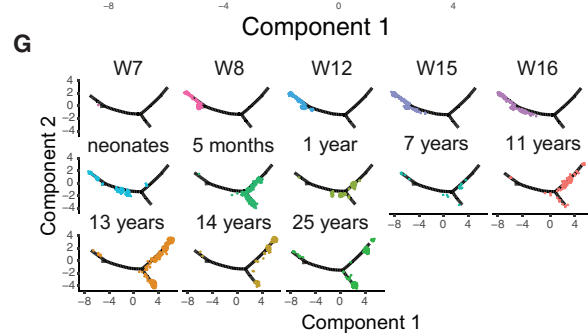 −8 0 4
Component 1
G
W7 W8 W12 W15 W16
4
2
0
−2
−4
neonates 5 months 1 year 7 years 11 years
4
2
0
−2
−4
−8 −4 0 4 −8 −4 0 4
13 years 14 years 25 years
4
2
0
−2
−4
−8 −4 0 4 −8 −4 0 4 −8 −4 0 4
Component 2
Component 1